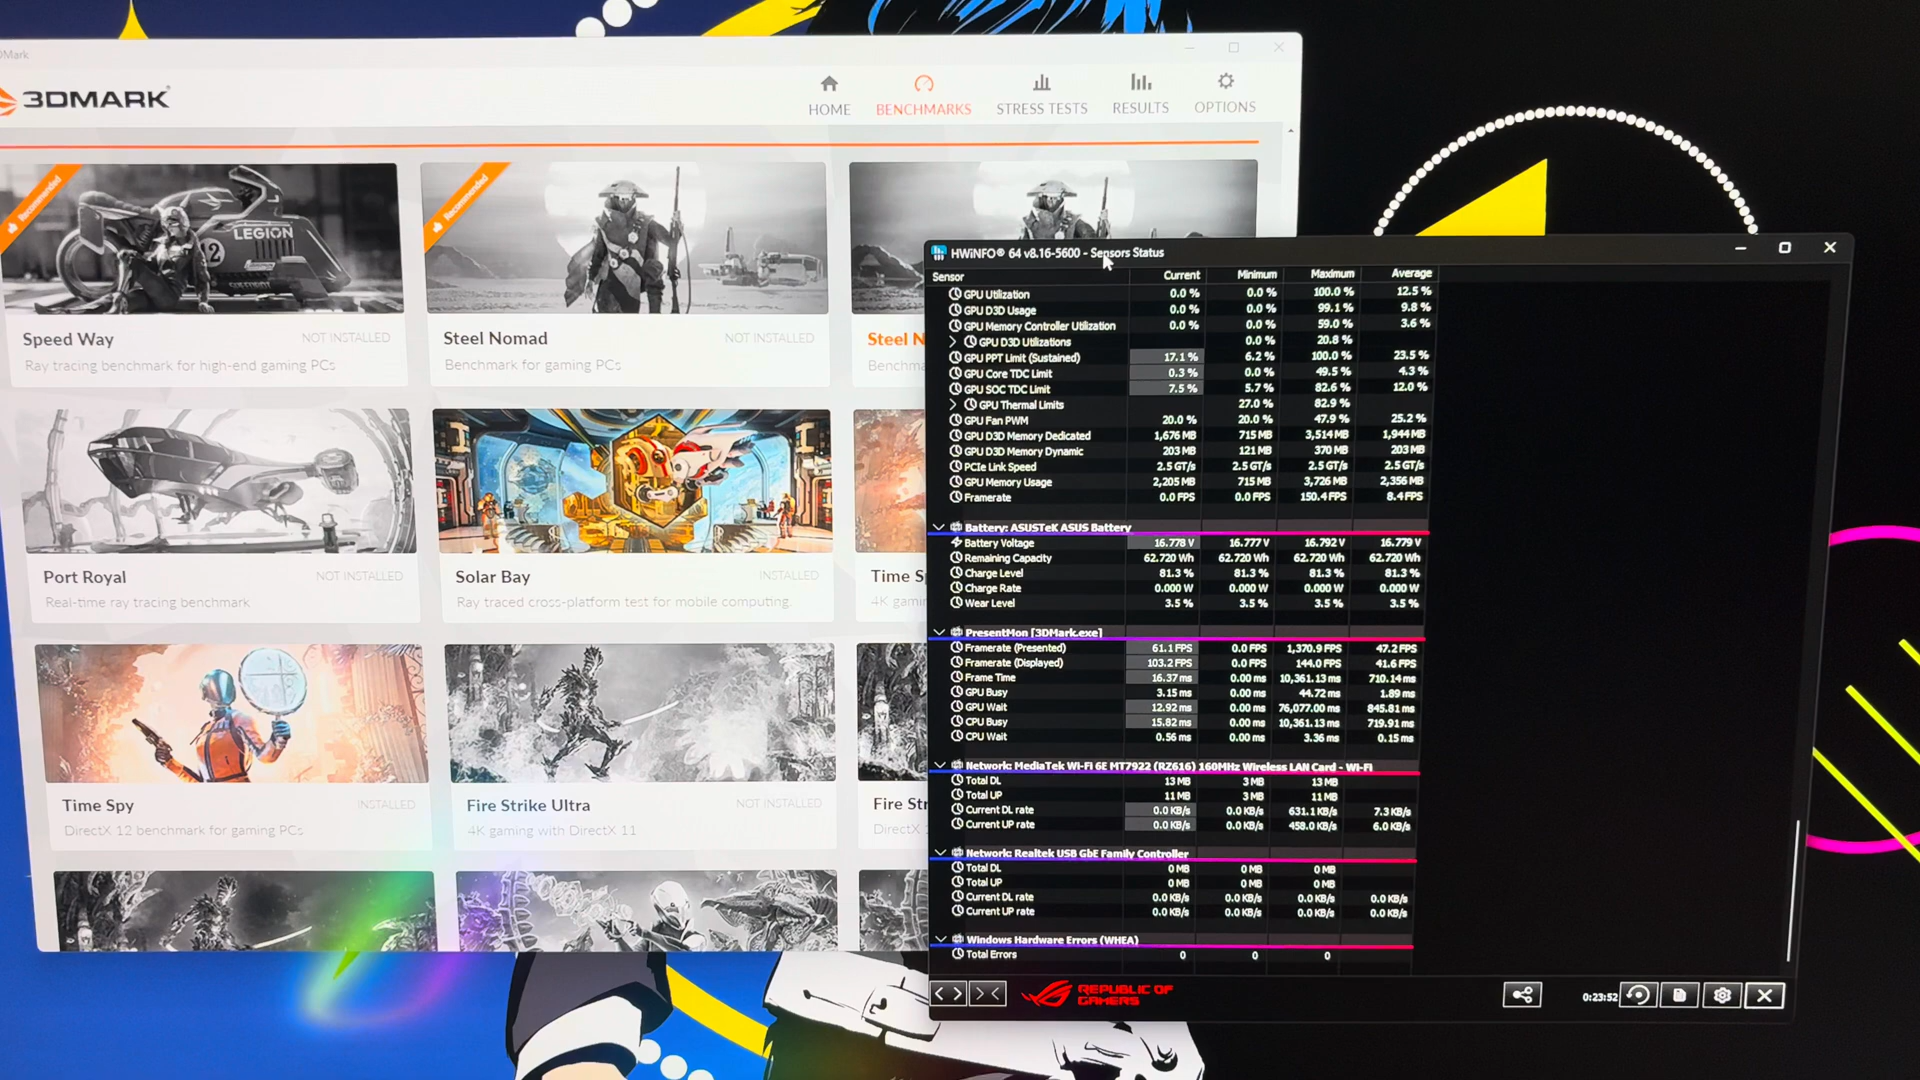 3DMARK
HOME
BENCHMARKS
STRESS TESTS
RESULTS
OPTIONS
Recommended
LEGION
12
Speed Way
NOT INSTALLED
Ray tracing benchmark for high-end gaming PCs
Recommended
Steel Nomad
NOT INSTALLED
Benchmark for gaming PCs
Steel N
Benchma
Port Royal
NOT INSTALLED
Real-time ray tracing benchmark
Solar Bay
INSTALLED
Ray traced cross-platform test for mobile computing.
Time S
4K gamin
Time Spy
INSTALLED
DirectX 12 benchmark for gaming PCs
Fire Strike Ultra
NOT INSTALLED
4K gaming with DirectX 11
Fire Str
DirectX
HWiNFO® 64 v8.16-5600 - Sensors Status
Sensor Current Minimum Maximum Average
GPU Utilization 0.0 % 0.0 % 100.0 % 12.5 %
GPU D3D Usage 0.0 % 0.0 % 99.1 % 9.8 %
GPU Memory Controller Utilization 0.0 % 0.0 % 59.0 % 3.6 %
GPU D3D Utilizations 0.0 % 20.8 %
GPU PPT Limit (Sustained) 17.1 % 6.2 % 100.0 % 23.5 %
GPU Core TDC Limit 0.3 % 0.0 % 49.5 % 4.3 %
GPU SOC TDC Limit 7.5 % 5.7 % 82.6 % 12.0 %
GPU Thermal Limits 27.0 % 82.9 %
GPU Fan PWM 20.0 % 20.0 % 47.9 % 25.2 %
GPU D3D Memory Dedicated 1,676 MB 715 MB 3,514 MB 1,944 MB
GPU D3D Memory Dynamic 203 MB 121 MB 370 MB 203 MB
PCIe Link Speed 2.5 GT/s 2.5 GT/s 2.5 GT/s 2.5 GT/s
GPU Memory Usage 2,205 MB 715 MB 3,726 MB 2,356 MB
Framerate 0.0 FPS 0.0 FPS 150.4 FPS 8.4 FPS
Battery: ASUSTeK ASUS Battery
Battery Voltage 16.778 V 16.777 V 16.792 V 16.779 V
Remaining Capacity 62.720 Wh 62.720 Wh 62.720 Wh 62.720 Wh
Charge Level 81.3 % 81.3 % 81.3 % 81.3 %
Charge Rate 0.000 W 0.000 W 0.000 W 0.000 W
Wear Level 3.5 % 3.5 % 3.5 % 3.5 %
PresentMon [3DMark.exe]
Framerate (Presented) 61.1 FPS 0.0 FPS 1,370.9 FPS 47.2 FPS
Framerate (Displayed) 103.2 FPS 0.0 FPS 144.0 FPS 41.6 FPS
Frame Time 16.37 ms 0.00 ms 10,361.13 ms 710.14 ms
GPU Busy 3.15 ms 0.00 ms 44.72 ms 1.89 ms
GPU Wait 12.92 ms 0.00 ms 76,077.00 ms 845.81 ms
CPU Busy 15.82 ms 0.00 ms 10,361.13 ms 719.91 ms
CPU Wait 0.56 ms 0.00 ms 3.36 ms 0.15 ms
Network: MediaTek Wi-Fi 6E MT7922 (RZ616) 160MHz Wireless LAN Card - WI-FI
Total DL 13 MB 3 MB 13 MB
Total UP 11 MB 3 MB 11 MB
Current DL rate 0.0 KB/s 0.0 KB/s 631.1 KB/s 7.3 KB/s
Current UP rate 0.0 KB/s 0.0 KB/s 458.0 KB/s 6.0 KB/s
Network: Realtek USB GbE Family Controller
Total DL 0 MB 0 MB 0 MB
Total UP 0 MB 0 MB 0 MB
Current DL rate 0.0 KB/s 0.0 KB/s 0.0 KB/s 0.0 KB/s
Current UP rate 0.0 KB/s 0.0 KB/s 0.0 KB/s 0.0 KB/s
Windows Hardware Errors (WHEA)
Total Errors 0 0 0
REPUBLIC OF
GAMERS
0:23:52